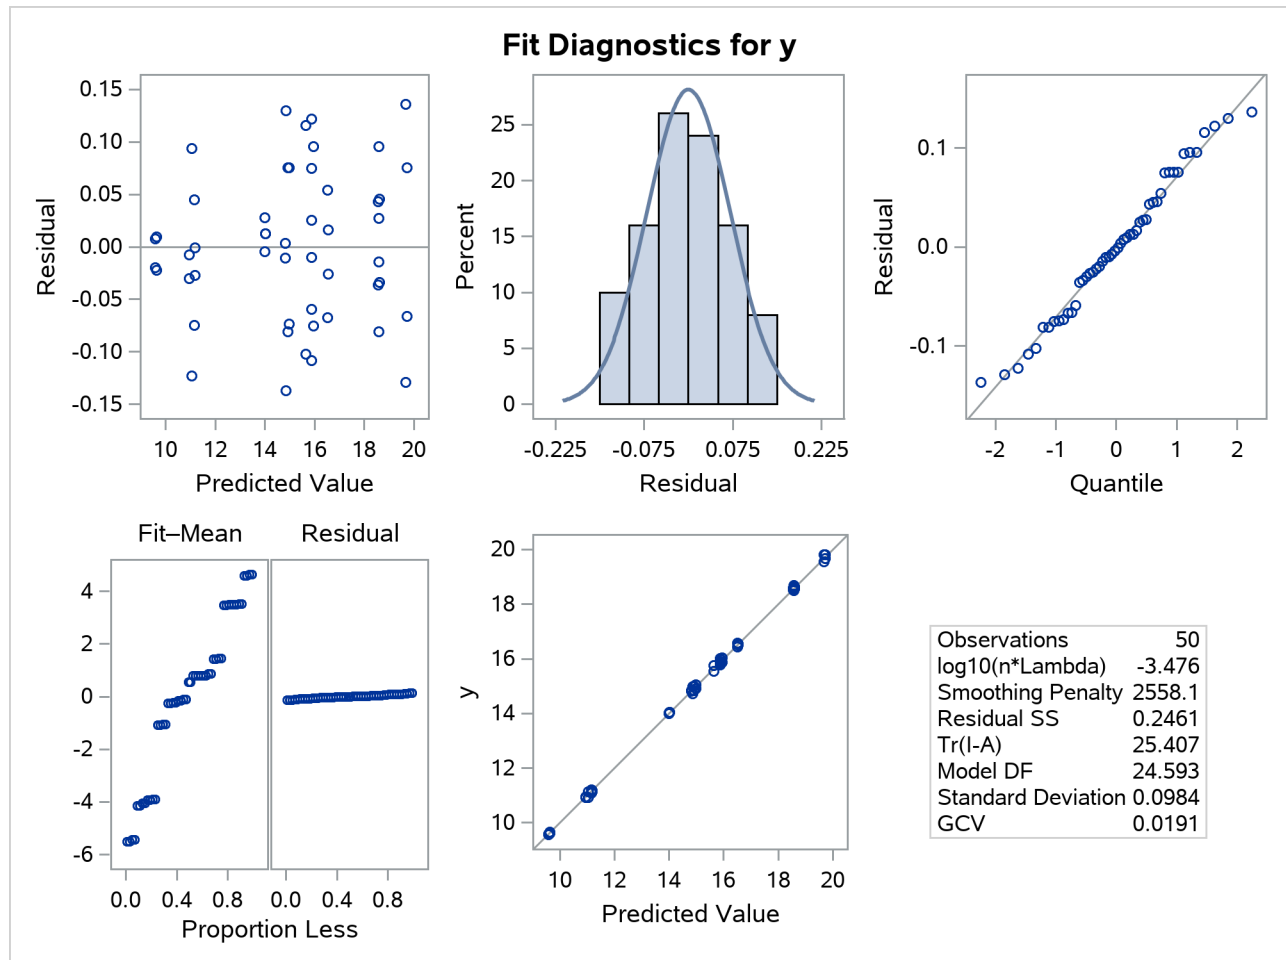 Fit Diagnostics for y
0.15
0.10
0.05
0.00
-0.05
-0.10
-0.15
Residual
10 12 14 16 18 20
Predicted Value
25
20
15
10
5
0
Percent
-0.225 -0.075 0.075 0.225
Residual
0.1
0.0
-0.1
Residual
-2 -1 0 1 2
Quantile
Fit–Mean Residual
4
2
0
-2
-4
-6
0.0 0.4 0.8 0.0 0.4 0.8
Proportion Less
20
18
16
14
12
10
y
10 12 14 16 18 20
Predicted Value
Observations 50
log10(n*Lambda) -3.476
Smoothing Penalty 2558.1
Residual SS 0.2461
Tr(I-A) 25.407
Model DF 24.593
Standard Deviation 0.0984
GCV 0.0191